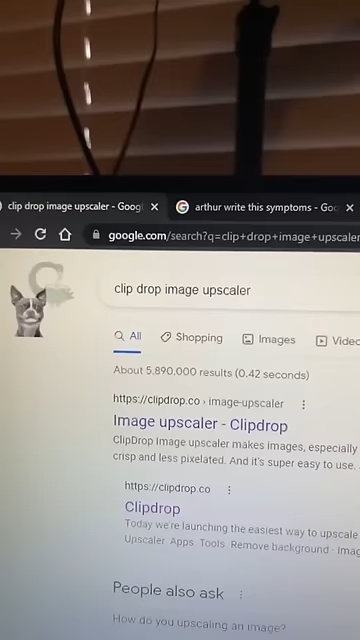 clip drop image upscaler - Googl
arthur write this symptoms - Goo
google.com/search?q=clip+drop+image+upscaler
clip drop image upscaler
All Shopping Images Video
About 5,890,000 results (0.42 seconds)
https://clipdrop.co › image-upscaler
Image upscaler - Clipdrop
ClipDrop Image upscaler makes images, especially
crisp and less pixelated. And it's super easy to use.
https://clipdrop.co
Clipdrop
Today we're launching the easiest way to upscale
Upscaler Apps Tools Remove background · Imag
People also ask
How do you upscaling an image?